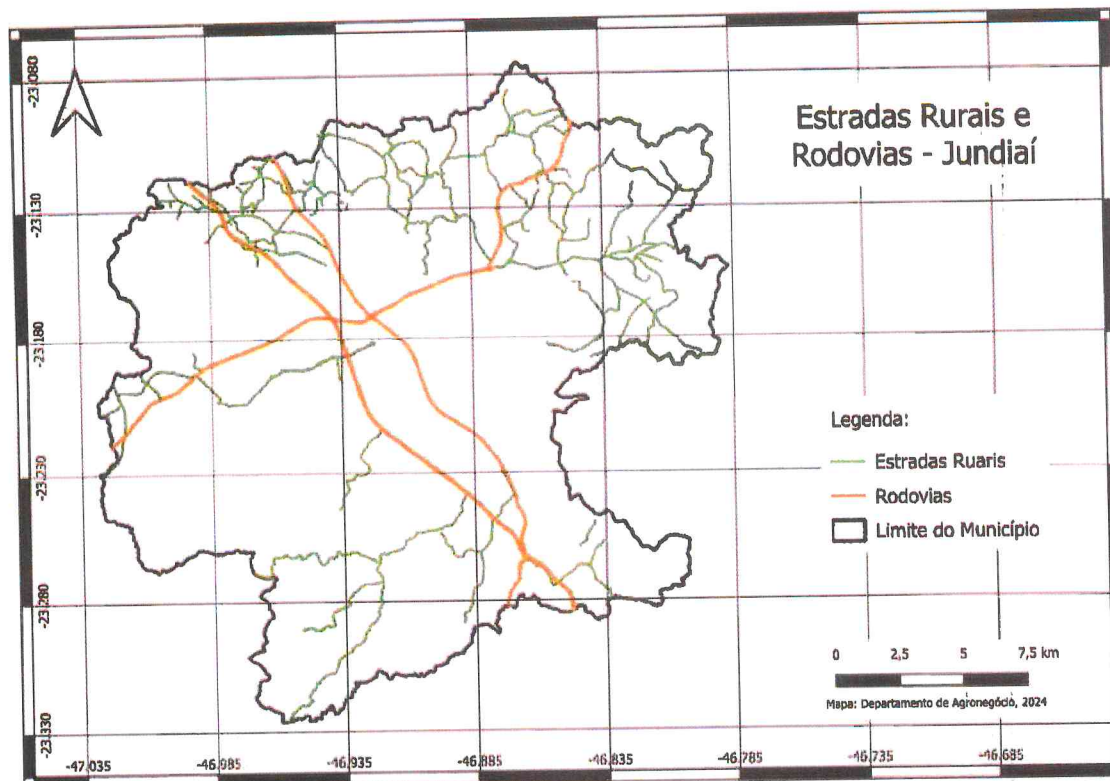 Estradas Rurais e
Rodovias - Jundiaí
-23.080
-23.130
-23.180
-23.230
-23.280
-23.330
Legenda:
Estradas Ruaris
Rodovias
Limite do Município
0 2,5 5 7,5 km
Mapa: Departamento de Agronegócio, 2024
-47.035 -46.985 -46.935 -46.885 -46.835 -46.785 -46.735 -46.685